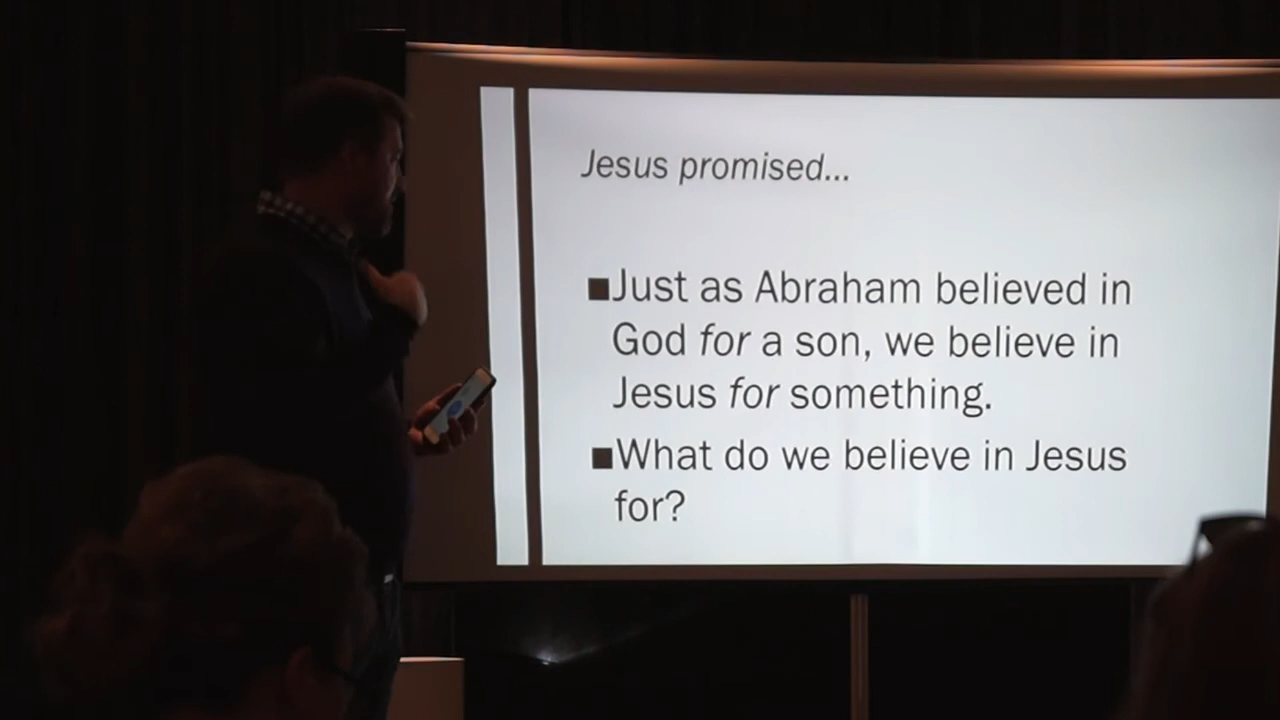 Jesus promised...
■Just as Abraham believed in
God for a son, we believe in
Jesus for something.
■What do we believe in Jesus
for?